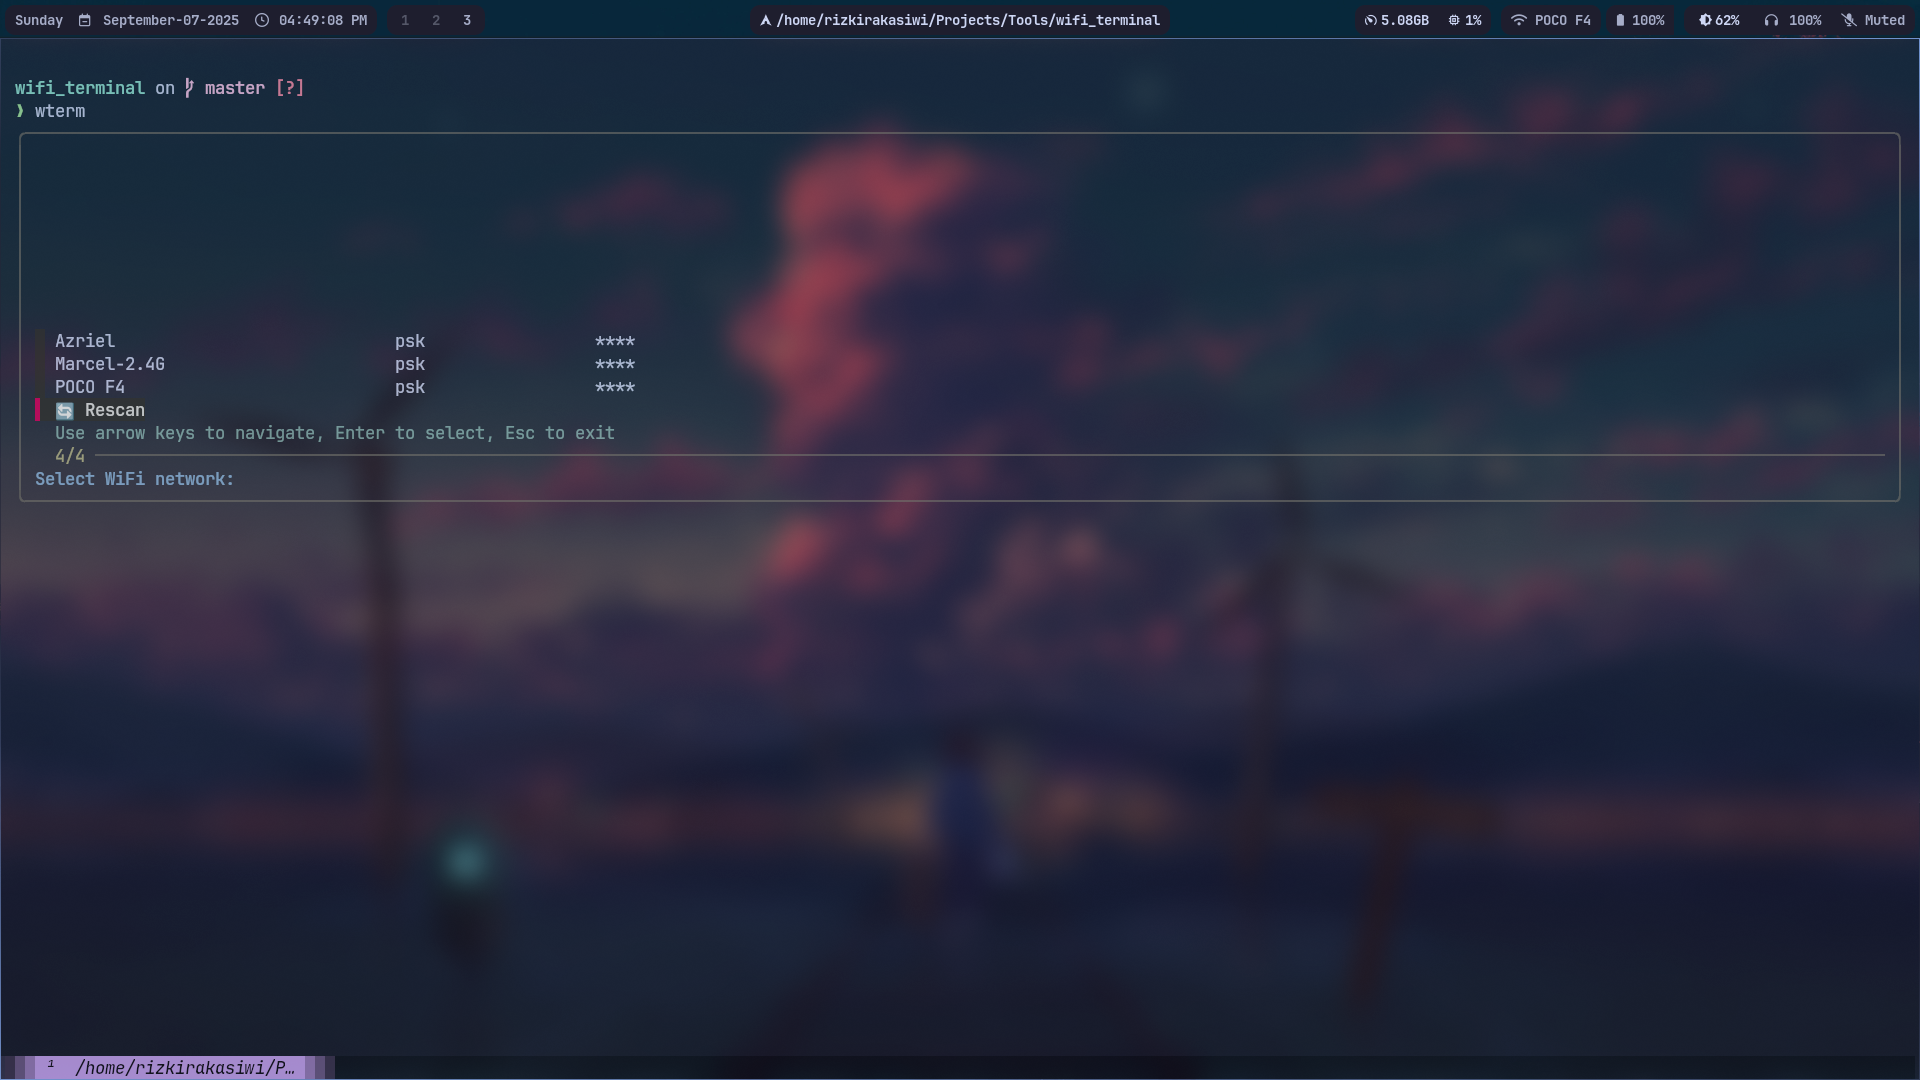 Sunday September-07-2025 04:49:08 PM 1 2 3 /home/rizkirakasiwi/Projects/Tools/wifi_terminal 5.08GB 1% POCO F4 100% 62% 100% Muted
wifi_terminal on master [?]
❯ wterm
Azriel psk ****
Marcel-2.4G psk ****
POCO F4 psk ****
🔄 Rescan
Use arrow keys to navigate, Enter to select, Esc to exit
4/4
Select WiFi network:
1 /home/rizkirakasiwi/P…